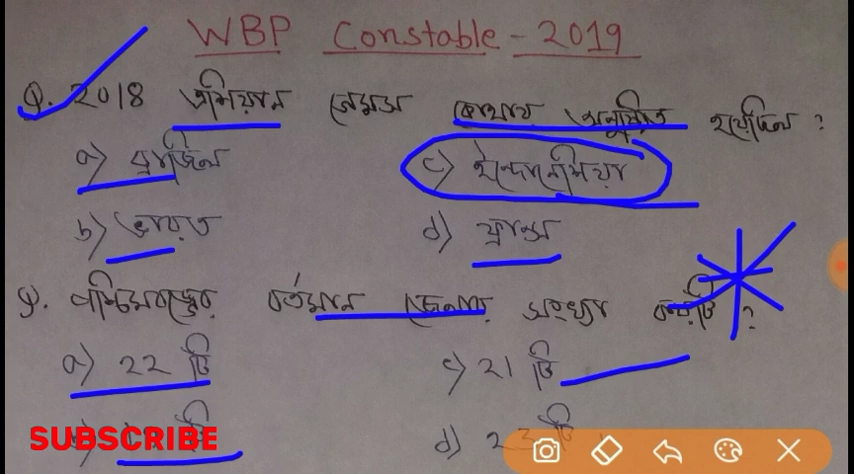 WBP Constable - 2019
Q. 2018 এশিয়ান গেমস কোথায় অনুষ্ঠিত হয়েছিল ?
a) ব্রাজিল c) ইন্দোনেশিয়া
b) ভারত d) ফ্রান্স
Q. পশ্চিমবঙ্গের বর্তমান জেলার সংখ্যা কয়টি ?
a) 22 টি c) 21 টি
SUBSCRIBE d) 23 টি